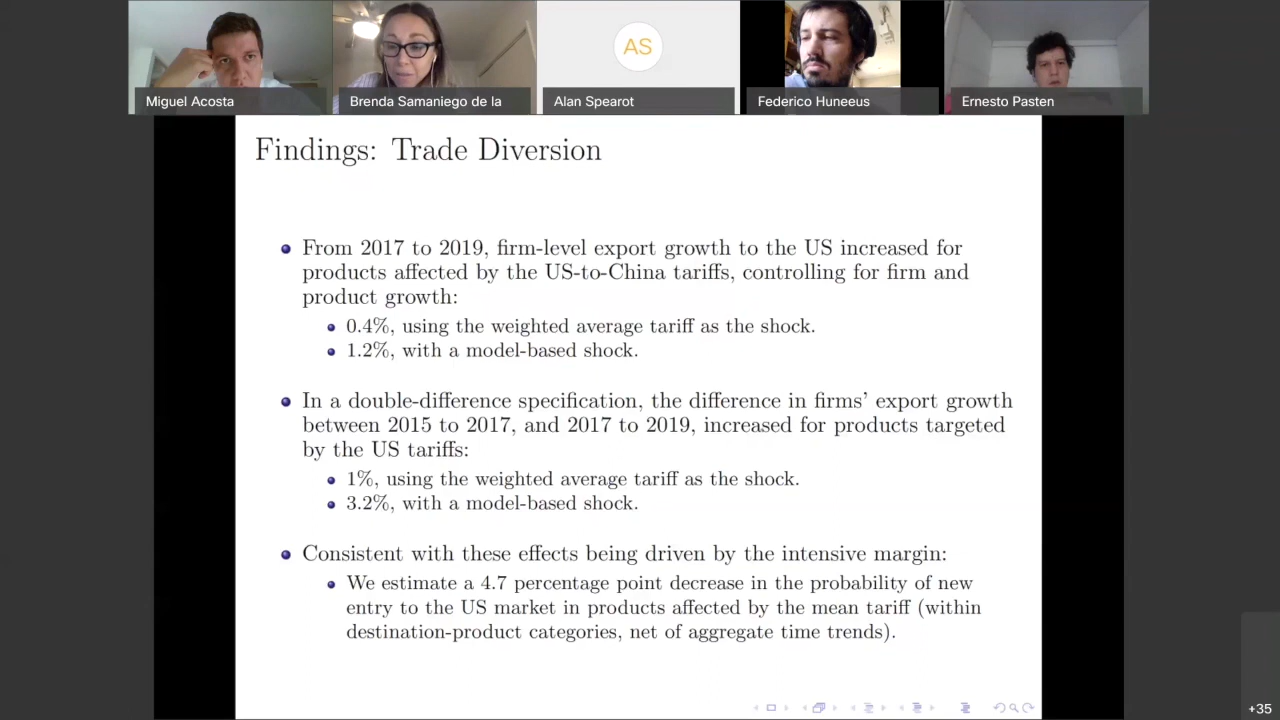 AS
Miguel Acosta
Brenda Samaniego de la
Alan Spearot
Federico Huneeus
Ernesto Pasten
Findings: Trade Diversion
From 2017 to 2019, firm-level export growth to the US increased for
products affected by the US-to-China tariffs, controlling for firm and
product growth:
0.4%, using the weighted average tariff as the shock.
1.2%, with a model-based shock.
In a double-difference specification, the difference in firms' export growth
between 2015 to 2017, and 2017 to 2019, increased for products targeted
by the US tariffs:
1%, using the weighted average tariff as the shock.
3.2%, with a model-based shock.
Consistent with these effects being driven by the intensive margin:
We estimate a 4.7 percentage point decrease in the probability of new
entry to the US market in products affected by the mean tariff (within
destination-product categories, net of aggregate time trends).
+35